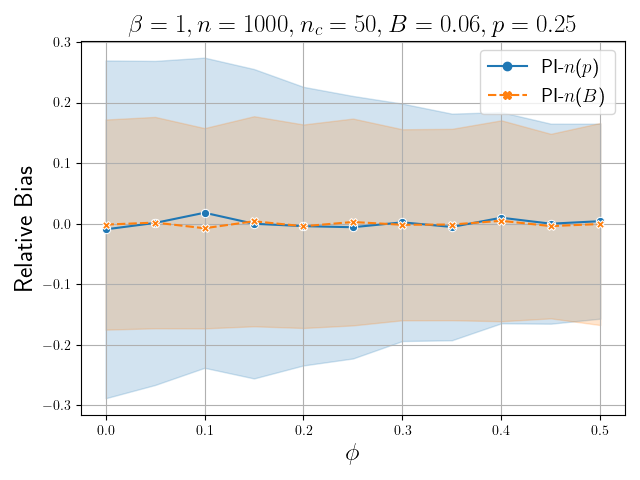 β = 1, n = 1000, n_c = 50, B = 0.06, p = 0.25
0.3
0.2
0.1
0.0
−0.1
−0.2
−0.3
Relative Bias
PI-n(p)
PI-n(B)
0.0 0.1 0.2 0.3 0.4 0.5
ϕ